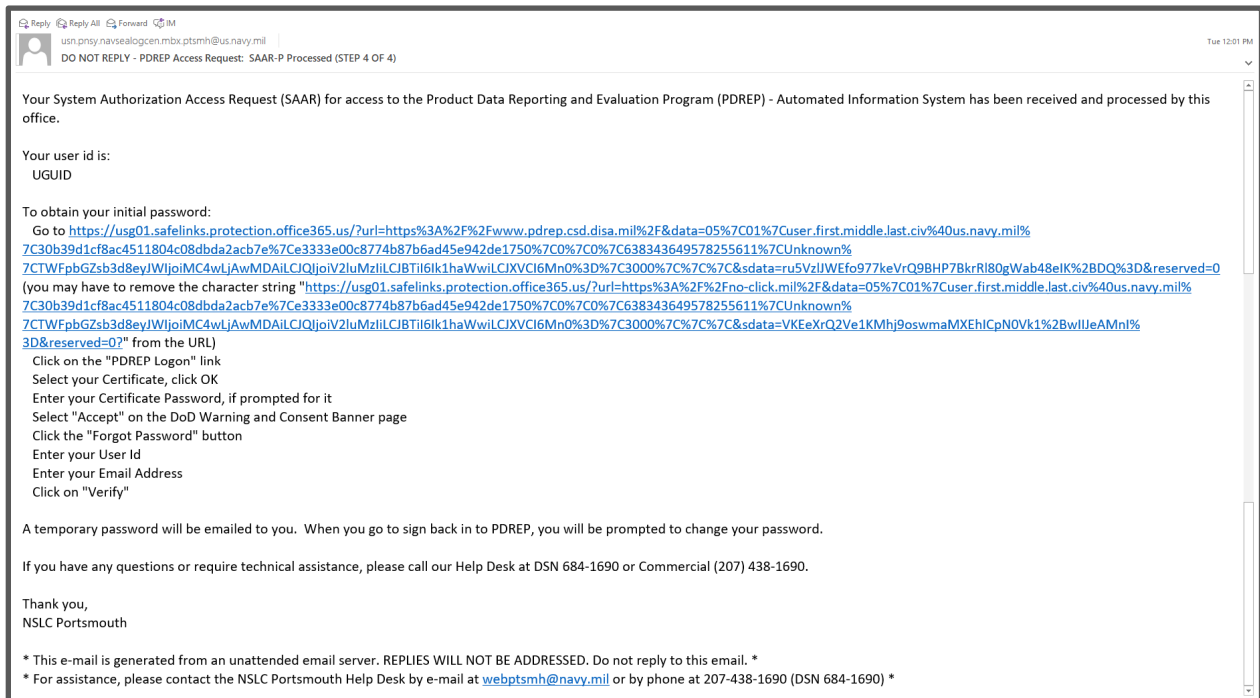 Reply Reply All Forward IM
usn.pnsy.navsealogcen.mbx.ptsmh@us.navy.mil
Tue 12:01 PM
DO NOT REPLY - PDREP Access Request: SAAR-P Processed (STEP 4 OF 4)
Your System Authorization Access Request (SAAR) for access to the Product Data Reporting and Evaluation Program (PDREP) - Automated Information System has been received and processed by this
office.
Your user id is:
UGUID
To obtain your initial password:
Go to https://usg01.safelinks.protection.office365.us/?url=https%3A%2F%2Fwww.pdrep.csd.disa.mil%2F&data=05%7C01%7Cuser.first.middle.last.civ%40us.navy.mil%
7C30b39d1cf8ac4511804c08dbda2acb7e%7Ce3333e00c8774b87b6ad45e942de1750%7C0%7C0%7C638343649578255611%7CUnknown%
7CTWFpbGZsb3d8eyJWIjoiMC4wLjAwMDAiLCJQIjoiV2luMzIiLCJBTiI6Ik1haWwiLCJXVCI6Mn0%3D%7C3000%7C%7C%7C&sdata=ru5VzlJWEfo977keVrQ9BHP7BkrRl80gWab48eIK%2BDQ%3D&reserved=0
(you may have to remove the character string "https://usg01.safelinks.protection.office365.us/?url=https%3A%2F%2Fno-click.mil%2F&data=05%7C01%7Cuser.first.middle.last.civ%40us.navy.mil%
7C30b39d1cf8ac4511804c08dbda2acb7e%7Ce3333e00c8774b87b6ad45e942de1750%7C0%7C0%7C638343649578255611%7CUnknown%
7CTWFpbGZsb3d8eyJWIjoiMC4wLjAwMDAiLCJQIjoiV2luMzIiLCJBTiI6Ik1haWwiLCJXVCI6Mn0%3D%7C3000%7C%7C%7C&sdata=VKEeXrQ2Ve1KMhj9oswmaMXEhICpN0Vk1%2BwIIJeAMnI%
3D&reserved=0?" from the URL)
Click on the "PDREP Logon" link
Select your Certificate, click OK
Enter your Certificate Password, if prompted for it
Select "Accept" on the DoD Warning and Consent Banner page
Click the "Forgot Password" button
Enter your User Id
Enter your Email Address
Click on "Verify"
A temporary password will be emailed to you. When you go to sign back in to PDREP, you will be prompted to change your password.
If you have any questions or require technical assistance, please call our Help Desk at DSN 684-1690 or Commercial (207) 438-1690.
Thank you,
NSLC Portsmouth
* This e-mail is generated from an unattended email server. REPLIES WILL NOT BE ADDRESSED. Do not reply to this email. *
* For assistance, please contact the NSLC Portsmouth Help Desk by e-mail at webptsmh@navy.mil or by phone at 207-438-1690 (DSN 684-1690) *